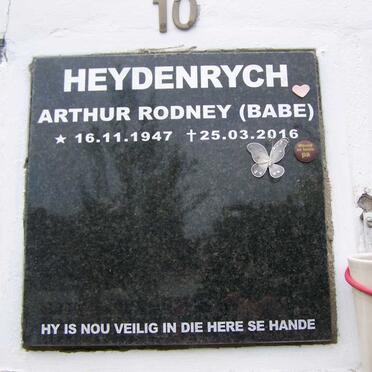 10
HEYDENRYCH
ARTHUR RODNEY (BABE)
★ 16.11.1947 †25.03.2016
pa
HY IS NOU VEILIG IN DIE HERE SE HANDE